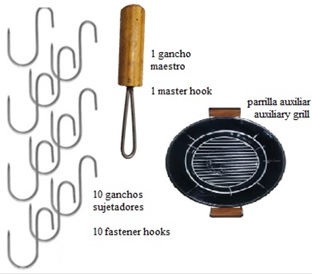 1 gancho
maestro
1 master hook
parrilla auxiliar
auxiliary grill
10 ganchos
sujetadores
10 fastener hooks